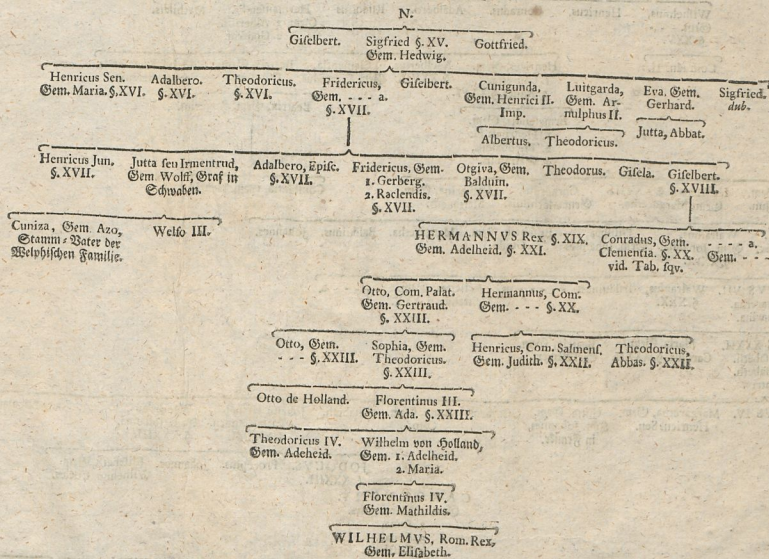 N.
Giselbert. Sigfried §. XV. Gottfried.
Gem. Hedwig.
Henricus Sen. Adalbero. Theodoricus. Fridericus, Giselbert. Cunigunda, Luitgarda, Eva. Gem. Sigfried.
Gem. Maria. §. XVI. §. XVI. §. XVI. Gem. - - - a. Gem. Henrici II. Gem. Ar- Gerhard. dub.
§. XVII. Imp. nulphus II.
Albertus. Theodoricus. Jutta, Abbat.
Henricus Jun. Jutta seu Irmentrud, Adalbero, Episc. Fridericus, Gem. Otgiva, Gem. Theodorus. Gisela. Giselbert.
§. XVII. Gem. Wolff, Graf in §. XVII. 1. Gerberg. Balduin. §. XVIII.
Schwaben. 2. Raclendis. §. XVII.
§. XVII.
Cuniza, Gem. Azo, Welfo III.
Stamm-Vater der
Welphischen Familie.
HERMANNVS Rex. §. XIX. Conradus, Gem. - - - - a.
Gem. Adelheid. §. XXI. Clementia. §. XX. Gem. - - -
vid. Tab. sqv.
Otto, Com. Palat. Hermannus, Com.
Gem. Gertraud. Gem. - - - §. XX.
§. XXIII.
Otto, Gem. Sophia, Gem. Henricus, Com. Salmens. Theodoricus,
- - - §. XXIII. Theodoricus. Gem. Judith. §. XXII. Abbas. §. XXII.
§. XXIII.
Otto de Holland. Florentinus III.
Gem. Ada. §. XXIII.
Theodoricus IV. Wilhelm von Holland,
Gem. Adeheid. Gem. 1. Adelheid.
2. Maria.
Florentinus IV.
Gem. Mathildis.
WILHELMVS, Rom. Rex,
Gem. Elisabeth.